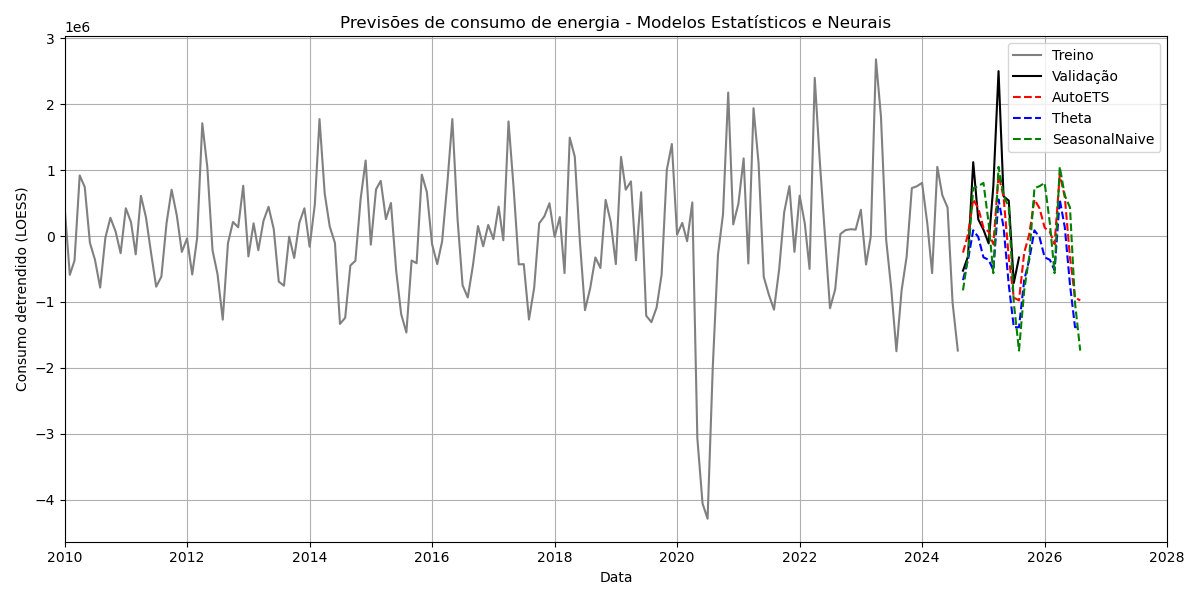 Previsões de consumo de energia - Modelos Estatísticos e Neurais
1e6
3
2
1
0
−1
−2
−3
−4
Consumo detrendido (LOESS)
2010 2012 2014 2016 2018 2020 2022 2024 2026 2028
Data
Treino
Validação
AutoETS
Theta
SeasonalNaive